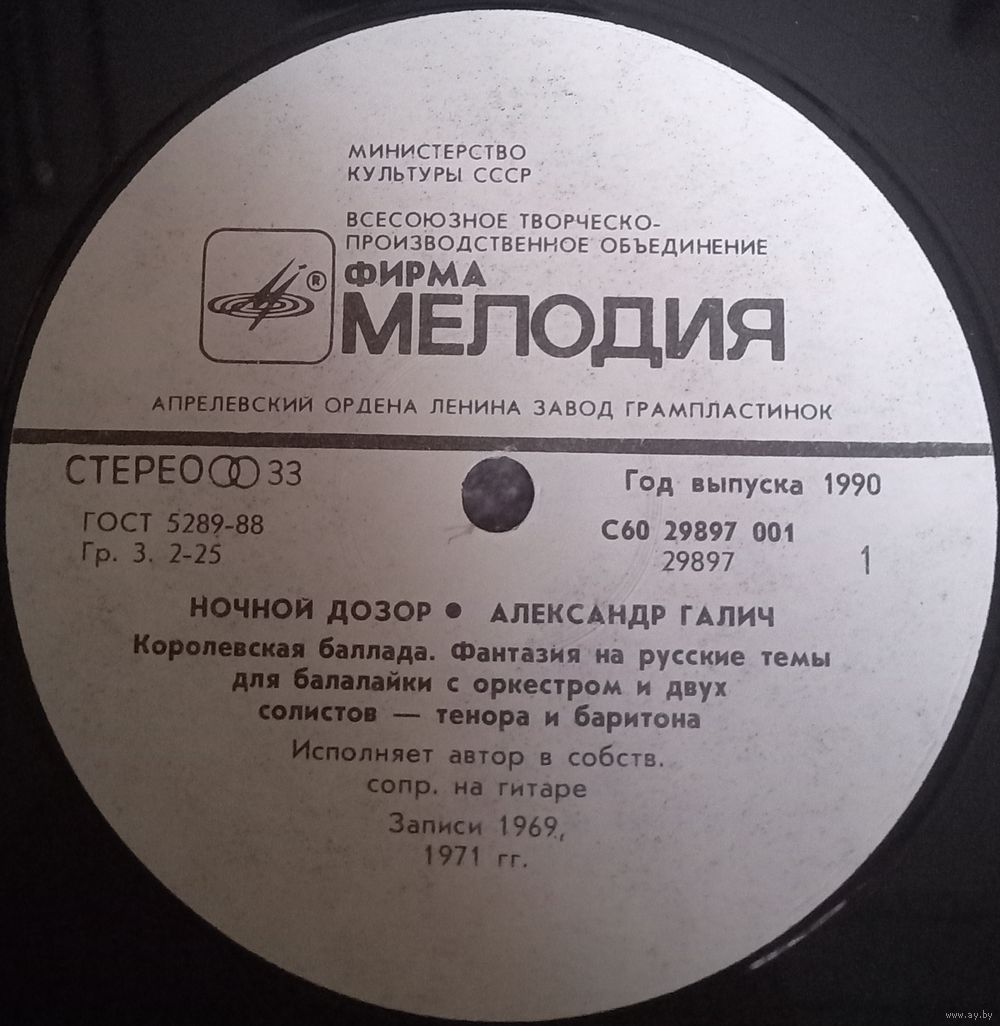 МИНИСТЕРСТВО
КУЛЬТУРЫ СССР
ВСЕСОЮЗНОЕ ТВОРЧЕСКО-
ПРОИЗВОДСТВЕННОЕ ОБЪЕДИНЕНИЕ
ФИРМА
®
МЕЛОДИЯ
АПРЕЛЕВСКИЙ ОРДЕНА ЛЕНИНА ЗАВОД ГРАМПЛАСТИНОК
СТЕРЕО 33
Год выпуска 1990
ГОСТ 5289-88
Гр. 3. 2-25
С60 29897 001
29897
1
НОЧНОЙ ДОЗОР ● АЛЕКСАНДР ГАЛИЧ
Королевская баллада. Фантазия на русские темы
для балалайки с оркестром и двух
солистов — тенора и баритона
Исполняет автор в собств.
сопр. на гитаре
Записи 1969,
1971 гг.
www.ay.by